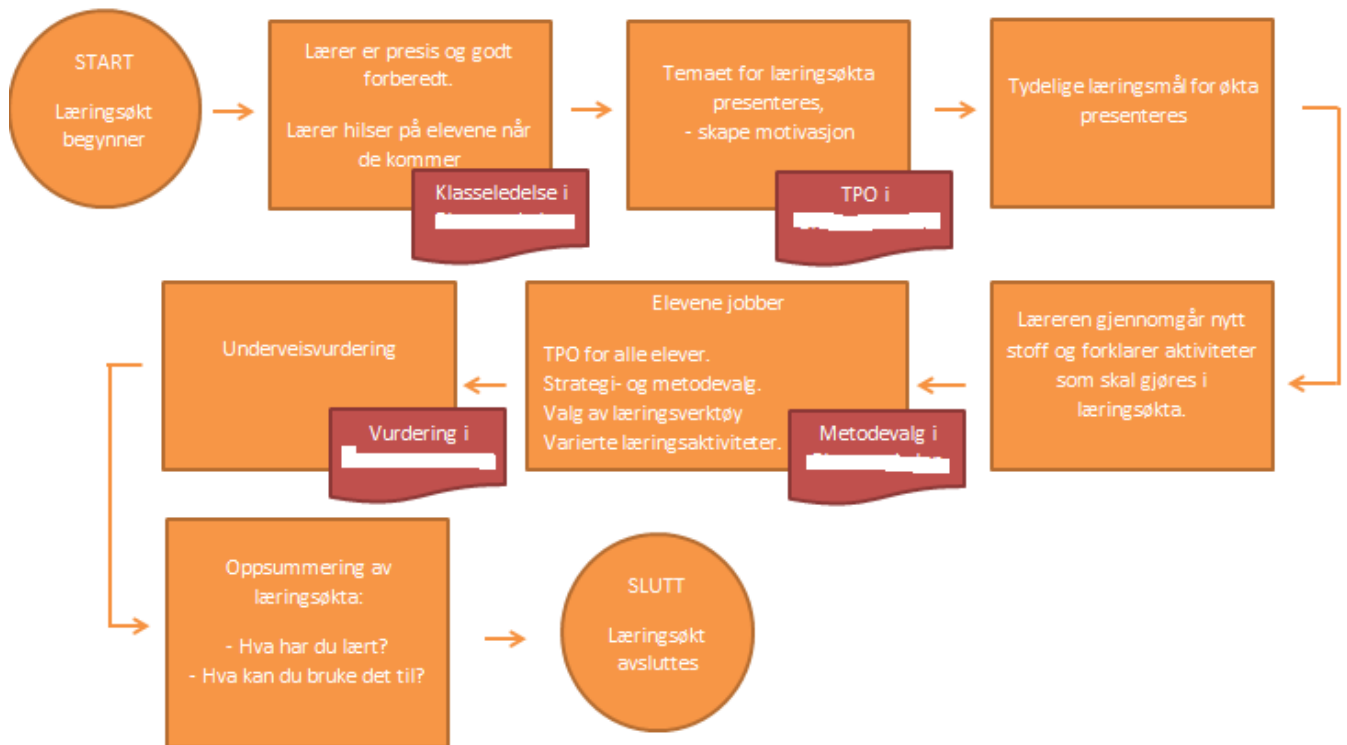 START
Læringsøkt
begynner
Lærer er presis og godt
forberedt.
Lærer hilser på elevene når
de kommer
Klasseledelse i
Temaet for læringsøkta
presenteres,
- skape motivasjon
TPO i
Tydelige læringsmål for økta
presenteres
Læreren gjennomgår nytt
stoff og forklarer aktiviteter
som skal gjøres i
læringsøkta.
Elevene jobber
TPO for alle elever.
Strategi- og metodevalg.
Valg av læringsverktøy
Varierte læringsaktiviteter.
Metodevalg i
Underveisvurdering
Vurdering i
Oppsummering av
læringsøkta:
- Hva har du lært?
- Hva kan du bruke det til?
SLUTT
Læringsøkt
avsluttes